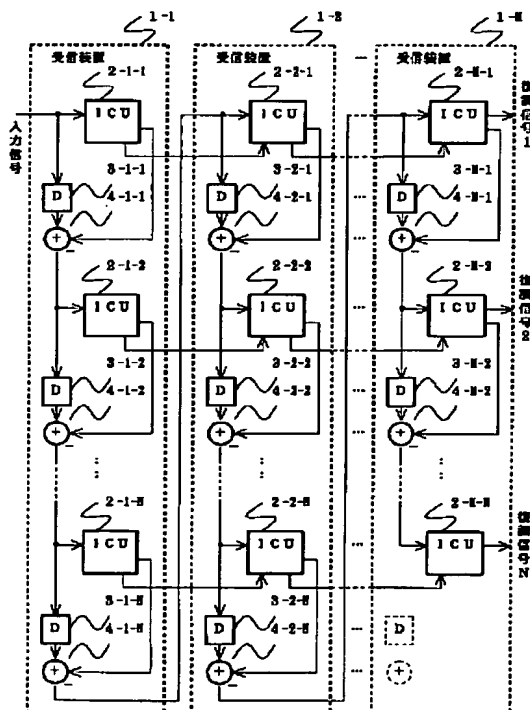 1-1
1-2
1-M
受信装置
受信装置
…
受信装置
2-1-1
2-2-1
2-M-1
ICU
ICU
ICU
入力信号
復調信号1
3-1-1
3-2-1
3-M-1
D
4-1-1
D
4-2-1
…
D
4-M-1
+
−
+
−
…
+
−
2-1-2
2-2-2
2-M-2
ICU
ICU
…
ICU
復調信号2
3-1-2
3-2-2
3-M-2
D
4-1-2
D
4-2-2
…
D
4-M-2
+
−
+
−
…
+
−
…
…
…
2-1-N
2-2-N
2-M-N
ICU
ICU
…
ICU
復調信号N
3-1-N
3-2-N
D
4-1-N
D
4-2-N
…
D
+
−
+
−
…
+